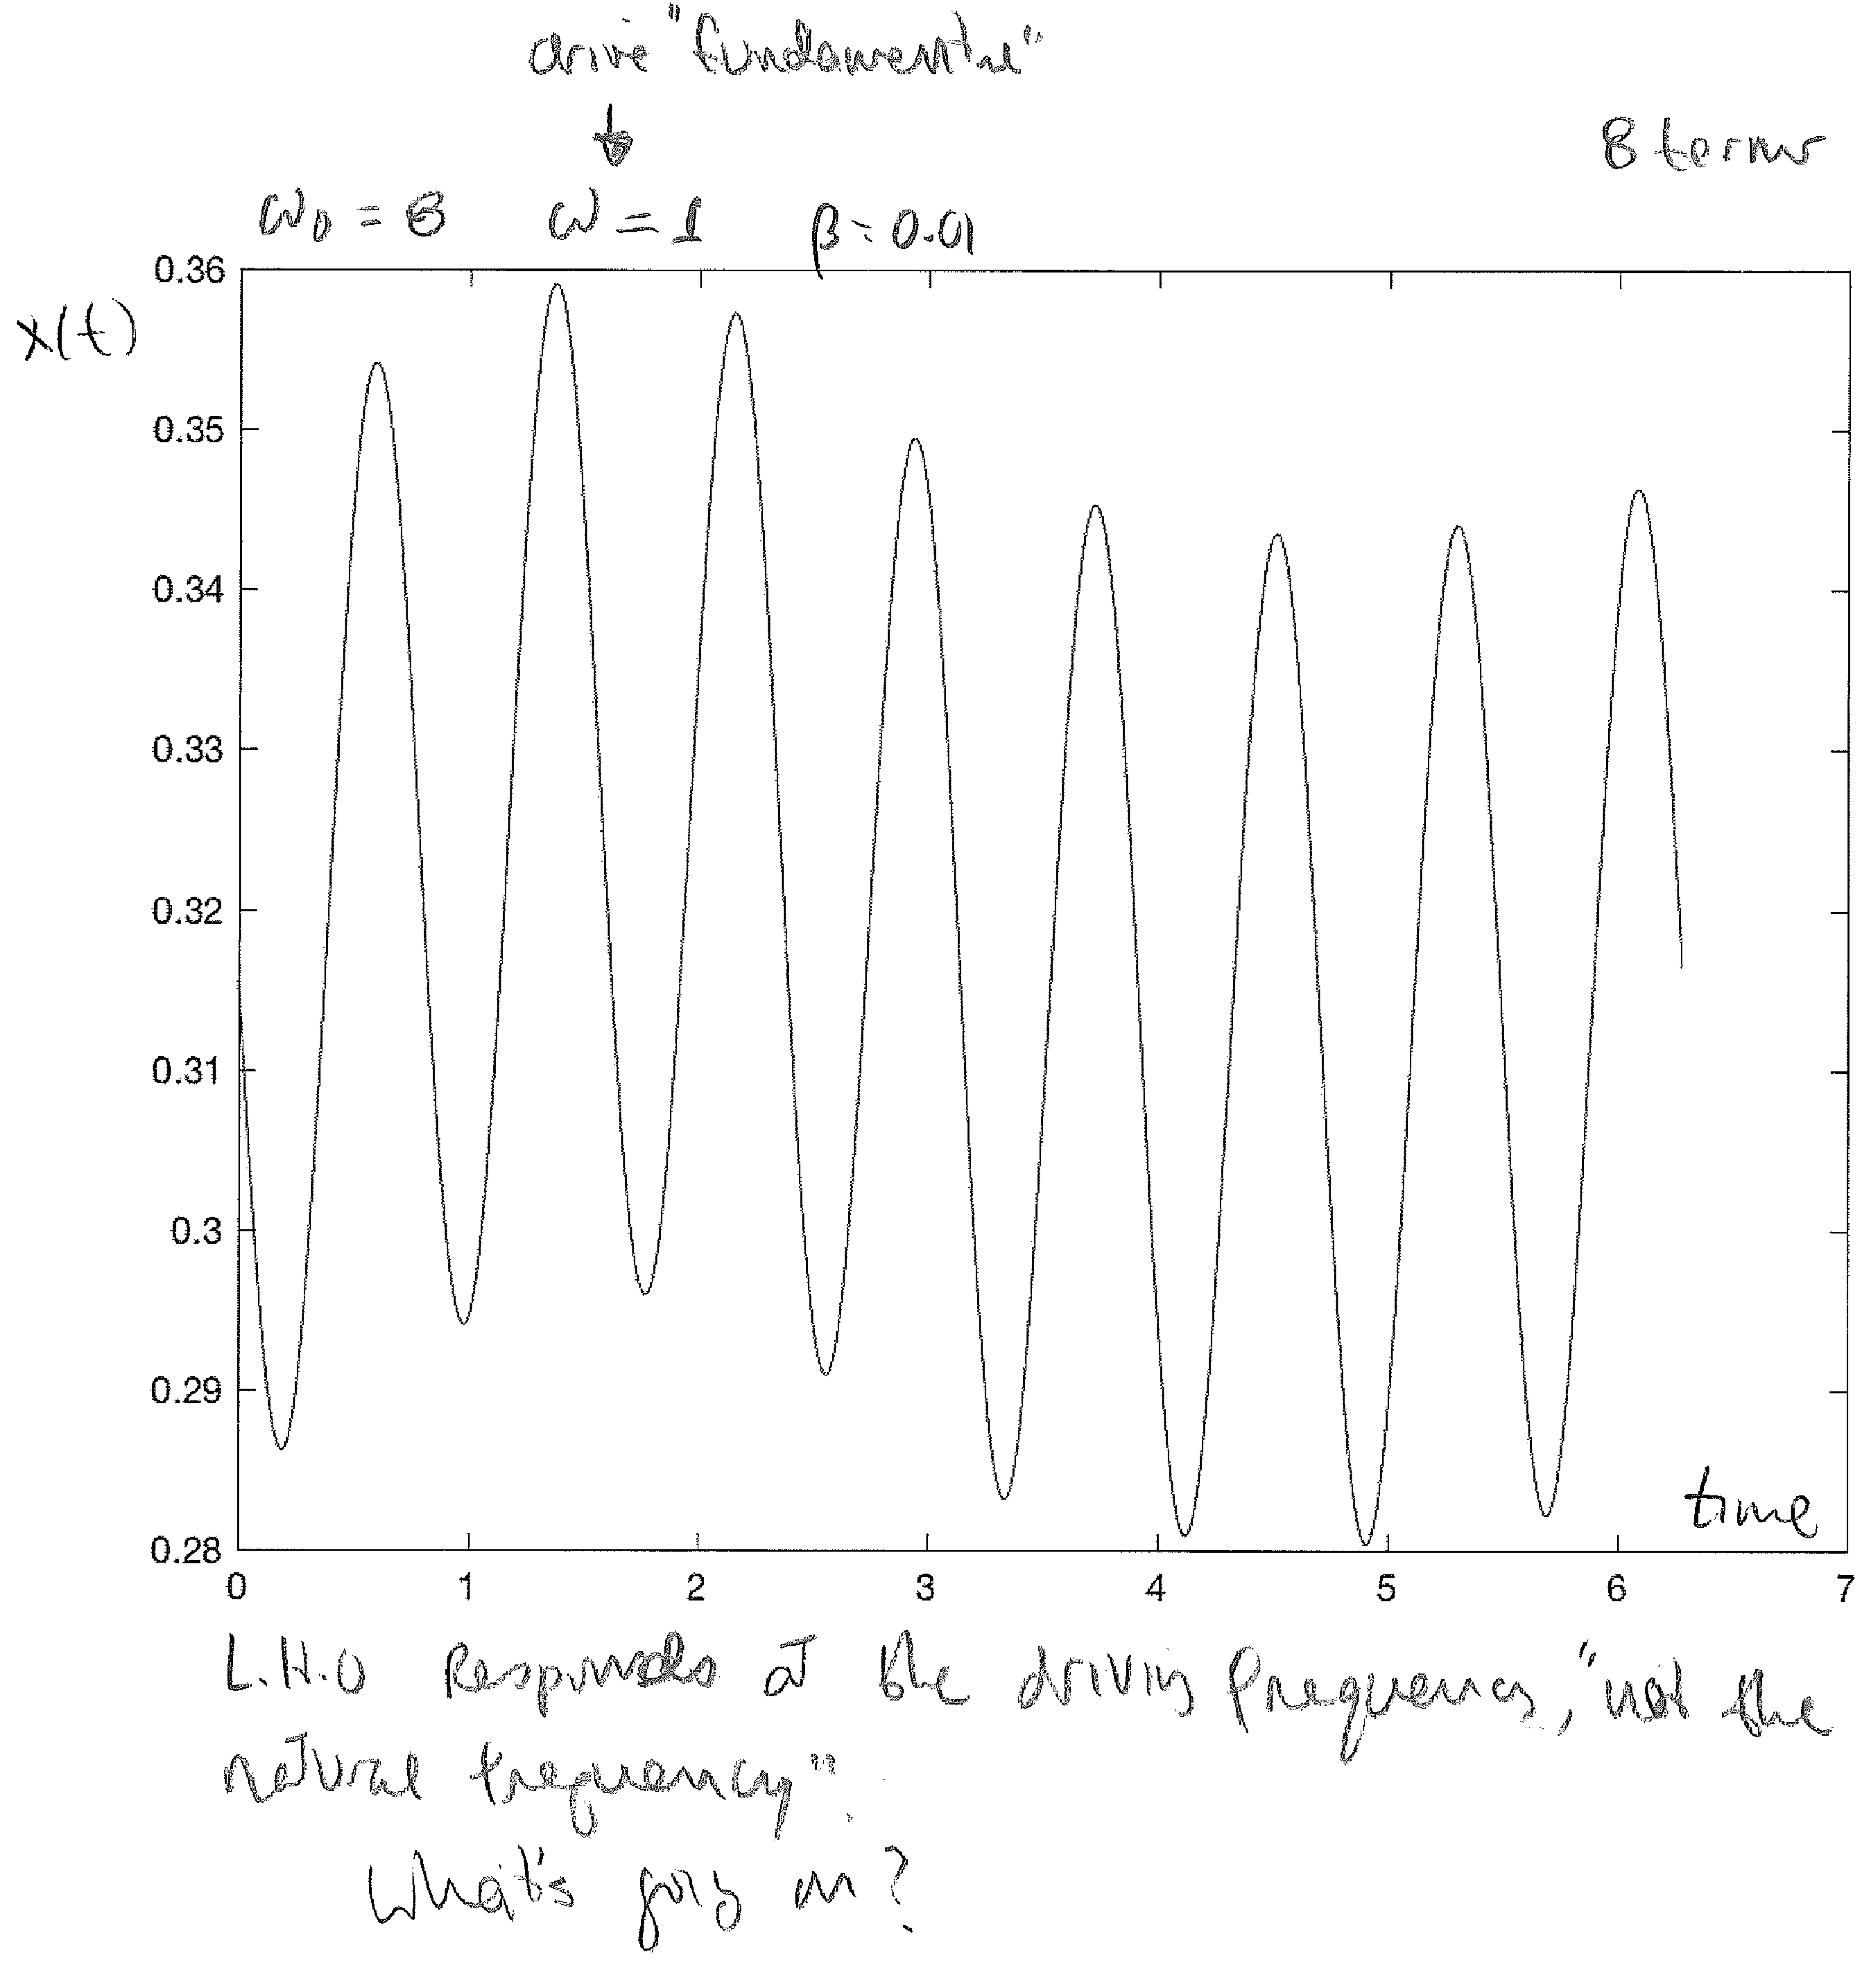 drive "fundamental"
8 terms
ω₀ = 8 ω = 1 β = 0.01
0.36
x(t)
0.35
0.34
0.33
0.32
0.31
0.3
0.29
0.28
time
0 1 2 3 4 5 6 7
L.H.O Responds at the driving frequency, "not the
natural frequency".
What's going on?